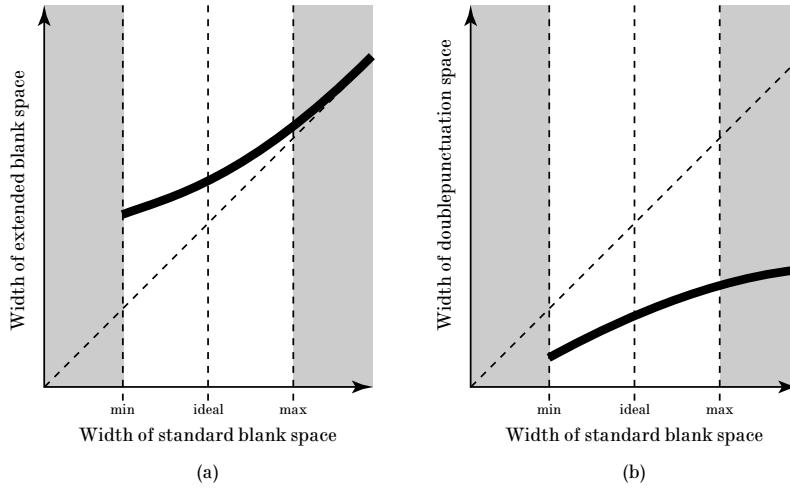 Width of extended blank space
min ideal max
Width of standard blank space
(a)
Width of doublepunctuation space
min ideal max
Width of standard blank space
(b)